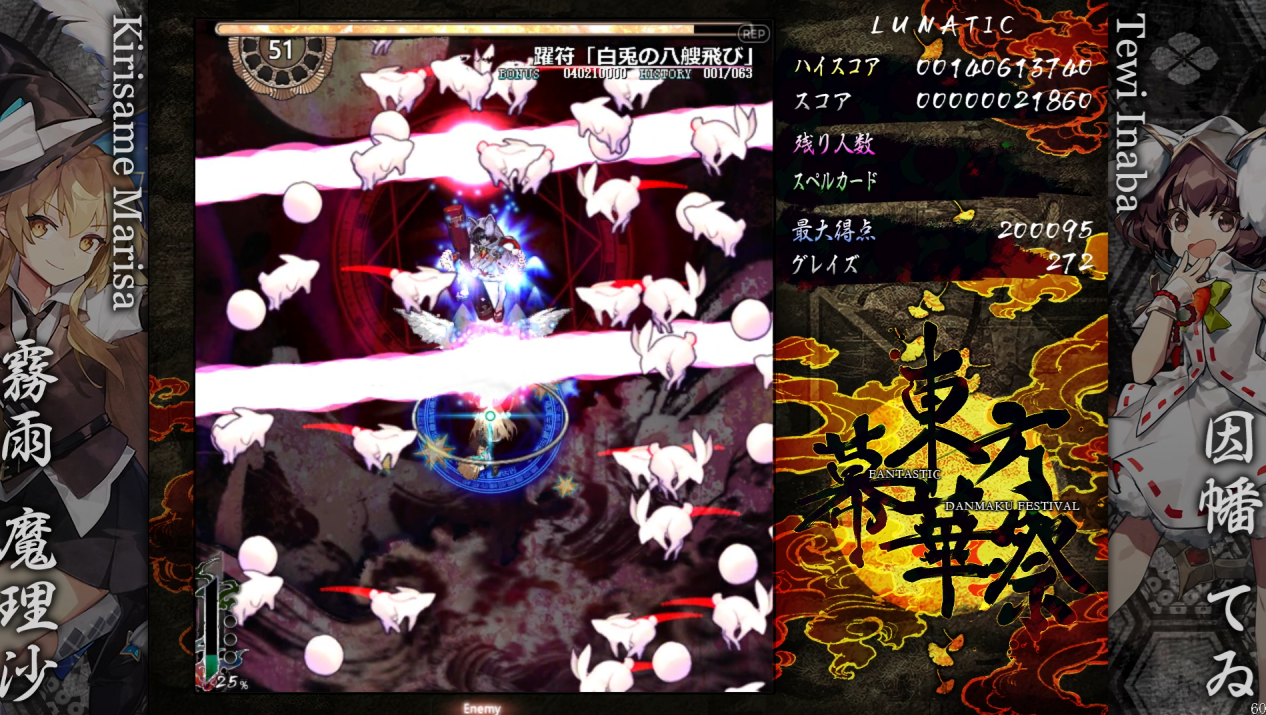 Kirisame Marisa
霧雨 魔理沙
51
REP
躍符「白兎の八艘飛び」
BONUS 040210000 HISTORY 001/063
25%
Enemy
LUNATIC
ハイスコア 00140613740
スコア 00000021860
残り人数
スペルカード
最大得点 200095
グレイズ 272
東方幕華祭
FANTASTIC
DANMAKU FESTIVAL
Tewi Inaba
因幡 てゐ
60